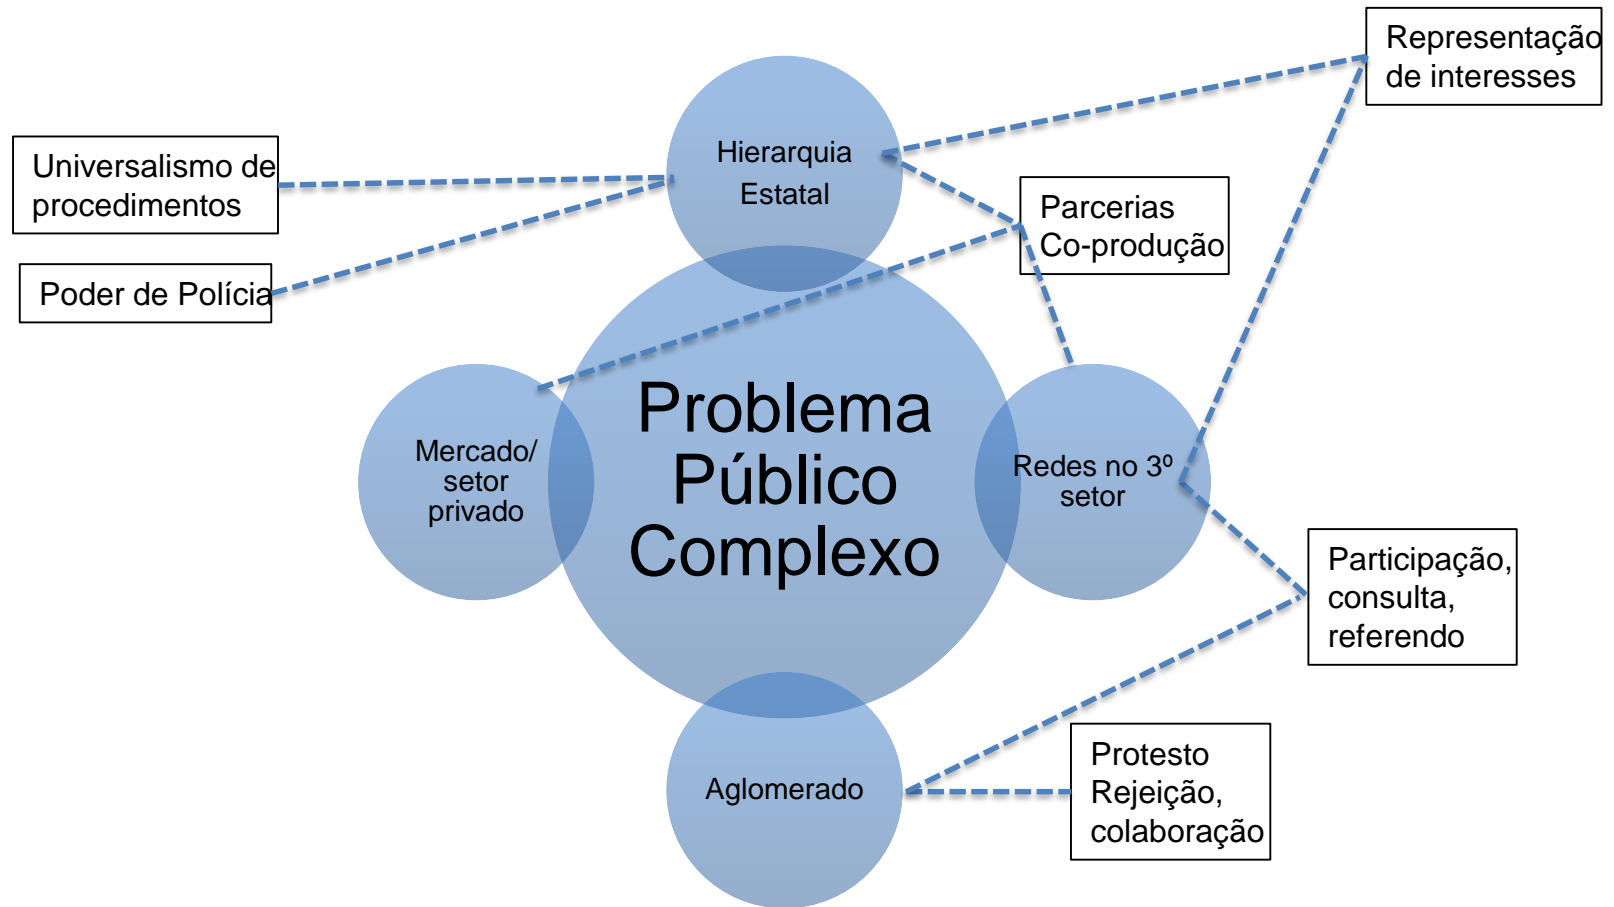 Representação
de interesses
Hierarquia
Estatal
Universalismo de
procedimentos
Parcerias
Co-produção
Poder de Polícia
Problema
Público
Complexo
Mercado/
setor
privado
Redes no 3º
setor
Participação,
consulta,
referendo
Protesto
Rejeição,
colaboração
Aglomerado